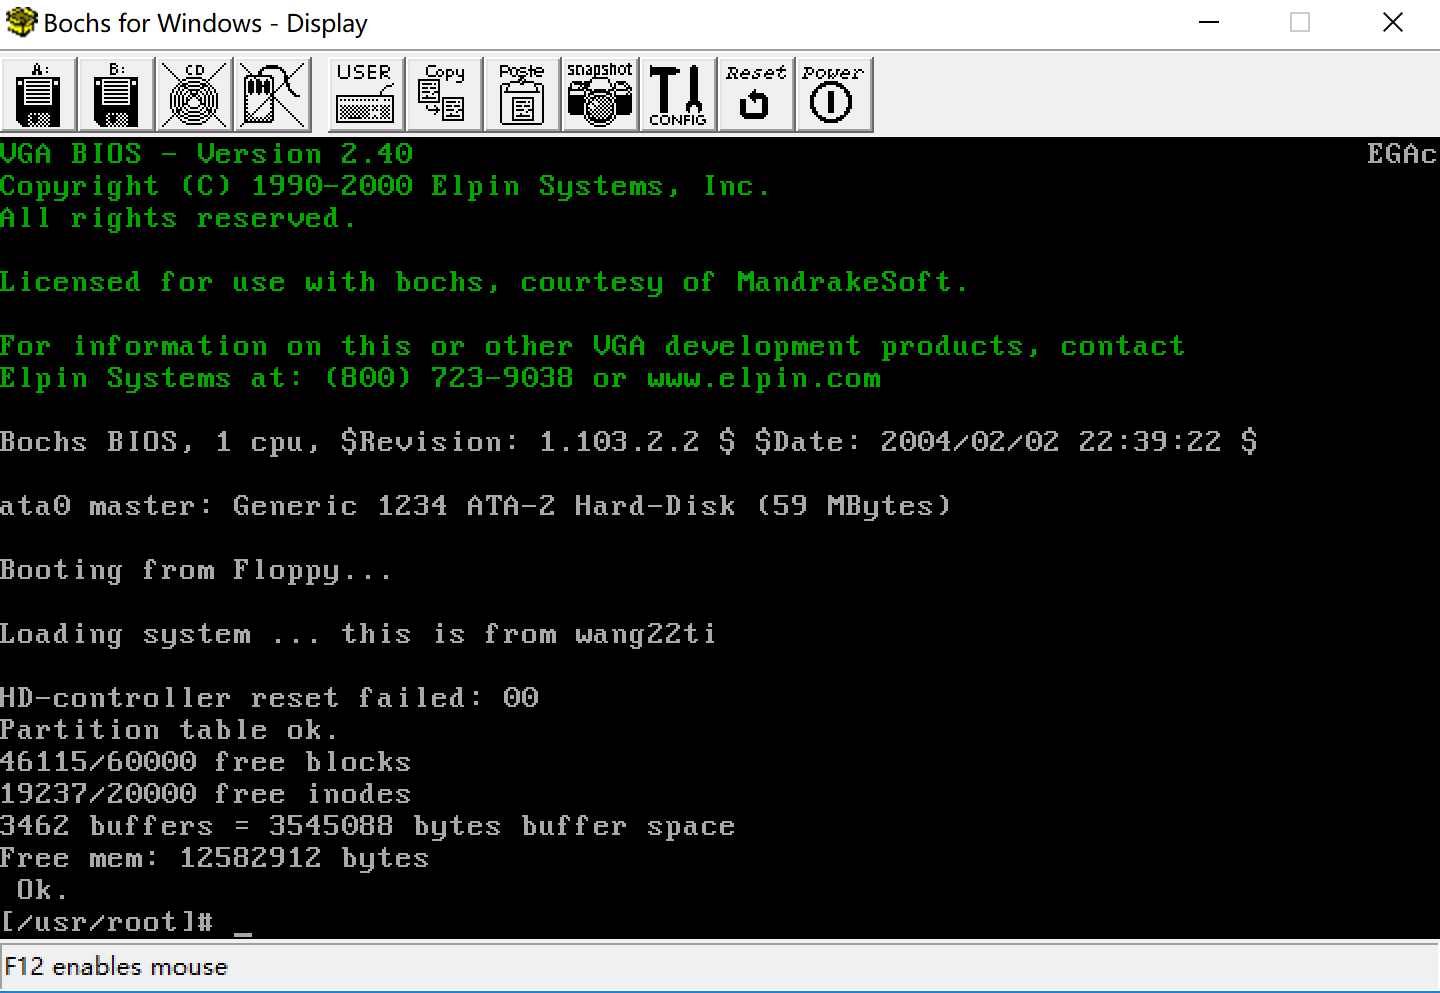 Bochs for Windows - Display
A: B: CD USER Copy Paste snapshot CONFIG Reset Power
VGA BIOS - Version 2.40 EGAc
Copyright (C) 1990-2000 Elpin Systems, Inc.
All rights reserved.
Licensed for use with bochs, courtesy of MandrakeSoft.
For information on this or other VGA development products, contact
Elpin Systems at: (800) 723-9038 or www.elpin.com
Bochs BIOS, 1 cpu, $Revision: 1.103.2.2 $ $Date: 2004/02/02 22:39:22 $
ata0 master: Generic 1234 ATA-2 Hard-Disk (59 MBytes)
Booting from Floppy...
Loading system ... this is from wang22ti
HD-controller reset failed: 00
Partition table ok.
46115/60000 free blocks
19237/20000 free inodes
3462 buffers = 3545088 bytes buffer space
Free mem: 12582912 bytes
Ok.
[/usr/root]# _
F12 enables mouse